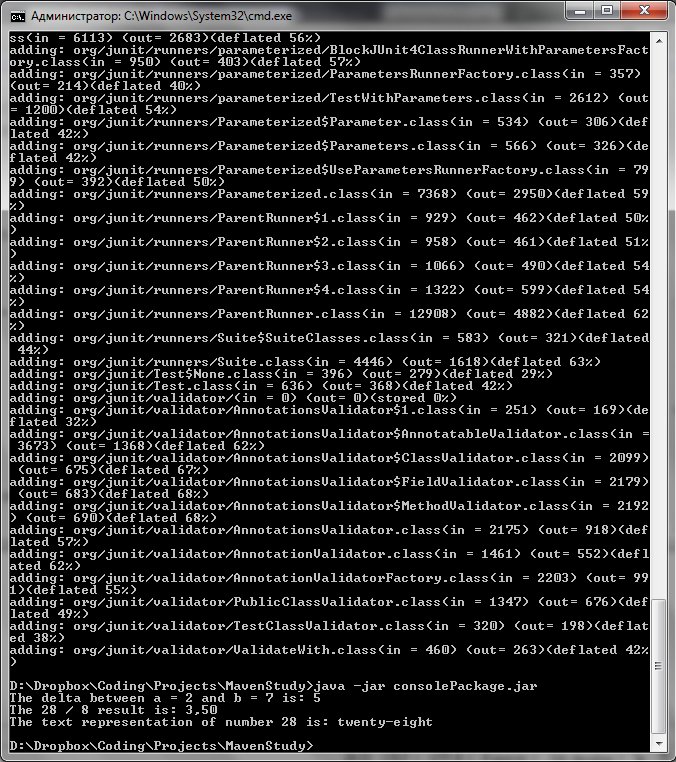 Администратор: C:\Windows\System32\cmd.exe
ss(in = 6113) (out= 2683)(deflated 56%)
adding: org/junit/runners/parameterized/BlockJUnit4ClassRunnerWithParametersFact
ory.class(in = 950) (out= 403)(deflated 57%)
adding: org/junit/runners/parameterized/ParametersRunnerFactory.class(in = 357)
(out= 214)(deflated 40%)
adding: org/junit/runners/parameterized/TestWithParameters.class(in = 2612) (out
= 1200)(deflated 54%)
adding: org/junit/runners/Parameterized$Parameter.class(in = 534) (out= 306)(def
lated 42%)
adding: org/junit/runners/Parameterized$Parameters.class(in = 566) (out= 326)(de
flated 42%)
adding: org/junit/runners/Parameterized$UseParametersRunnerFactory.class(in = 79
9) (out= 392)(deflated 50%)
adding: org/junit/runners/Parameterized.class(in = 7368) (out= 2950)(deflated 59
%)
adding: org/junit/runners/ParentRunner$1.class(in = 929) (out= 462)(deflated 50%
)
adding: org/junit/runners/ParentRunner$2.class(in = 958) (out= 461)(deflated 51%
)
adding: org/junit/runners/ParentRunner$3.class(in = 1066) (out= 490)(deflated 54
%)
adding: org/junit/runners/ParentRunner$4.class(in = 1322) (out= 599)(deflated 54
%)
adding: org/junit/runners/ParentRunner.class(in = 12908) (out= 4882)(deflated 62
%)
adding: org/junit/runners/Suite$SuiteClasses.class(in = 583) (out= 321)(deflated
44%)
adding: org/junit/runners/Suite.class(in = 4446) (out= 1618)(deflated 63%)
adding: org/junit/Test$None.class(in = 396) (out= 279)(deflated 29%)
adding: org/junit/Test.class(in = 636) (out= 368)(deflated 42%)
adding: org/junit/validator/(in = 0) (out= 0)(stored 0%)
adding: org/junit/validator/AnnotationsValidator$1.class(in = 251) (out= 169)(de
flated 32%)
adding: org/junit/validator/AnnotationsValidator$AnnotatableValidator.class(in =
3673) (out= 1368)(deflated 62%)
adding: org/junit/validator/AnnotationsValidator$ClassValidator.class(in = 2099)
(out= 675)(deflated 67%)
adding: org/junit/validator/AnnotationsValidator$FieldValidator.class(in = 2179)
(out= 683)(deflated 68%)
adding: org/junit/validator/AnnotationsValidator$MethodValidator.class(in = 2192
) (out= 690)(deflated 68%)
adding: org/junit/validator/AnnotationsValidator.class(in = 2175) (out= 918)(def
lated 57%)
adding: org/junit/validator/AnnotationValidator.class(in = 1461) (out= 552)(defl
ated 62%)
adding: org/junit/validator/AnnotationValidatorFactory.class(in = 2203) (out= 99
1)(deflated 55%)
adding: org/junit/validator/PublicClassValidator.class(in = 1347) (out= 676)(def
lated 49%)
adding: org/junit/validator/TestClassValidator.class(in = 320) (out= 198)(deflat
ed 38%)
adding: org/junit/validator/ValidateWith.class(in = 460) (out= 263)(deflated 42%
)
D:\Dropbox\Coding\Projects\MavenStudy>java -jar consolePackage.jar
The delta between a = 2 and b = 7 is: 5
The 28 / 8 result is: 3,50
The text representation of number 28 is: twenty-eight
D:\Dropbox\Coding\Projects\MavenStudy>